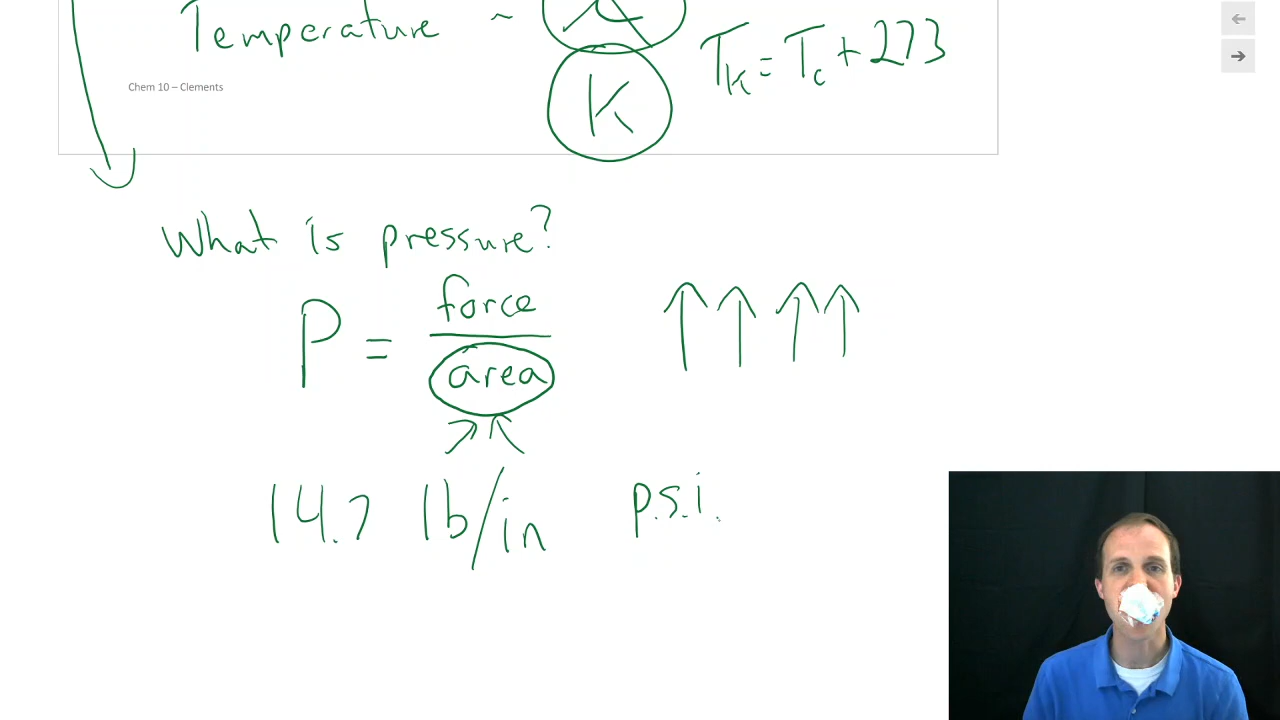 Temperature ~
K
T_K = T_c + 273
Chem 10 – Clements
What is pressure?
P = force / area
14.7 lb/in p.s.i.